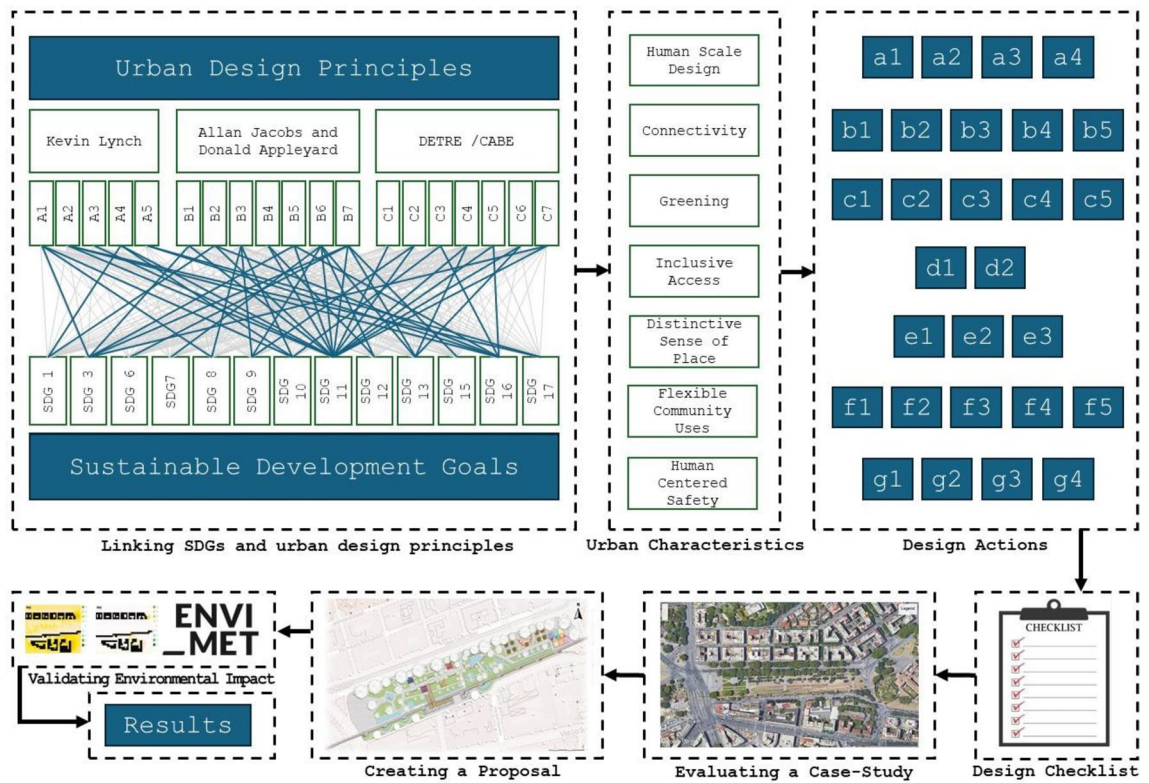 Urban Design Principles
Kevin Lynch
Allan Jacobs and
Donald Appleyard
DETRE /CABE
A1
A2
A3
A4
A5
B1
B2
B3
B4
B5
B6
B7
C1
C2
C3
C4
C5
C6
C7
SDG 1
SDG 3
SDG 6
SDG7
SDG 8
SDG 9
SDG
10
SDG
11
SDG
12
SDG
13
SDG
15
SDG
16
SDG
17
Sustainable Development Goals
Linking SDGs and urban design principles
Human Scale
Design
Connectivity
Greening
Inclusive
Access
Distinctive
Sense of
Place
Flexible
Community
Uses
Human
Centered
Safety
Urban Characteristics
a1 a2 a3 a4
b1 b2 b3 b4 b5
c1 c2 c3 c4 c5
d1 d2
e1 e2 e3
f1 f2 f3 f4 f5
g1 g2 g3 g4
Design Actions
CHECKLIST
Design Checklist
Legend
Evaluating a Case-Study
N
Creating a Proposal
ENVI
_MET
Validating Environmental Impact
Results